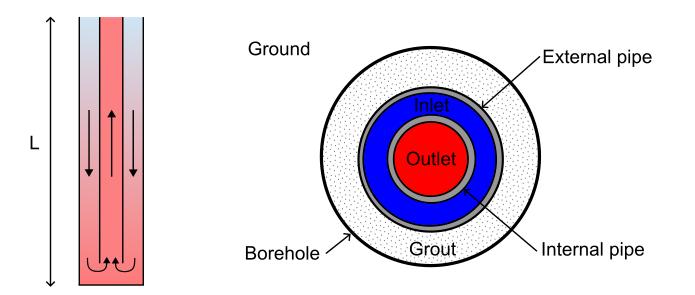 Ground
External pipe
Inlet
L
Outlet
Borehole
Grout
Internal pipe